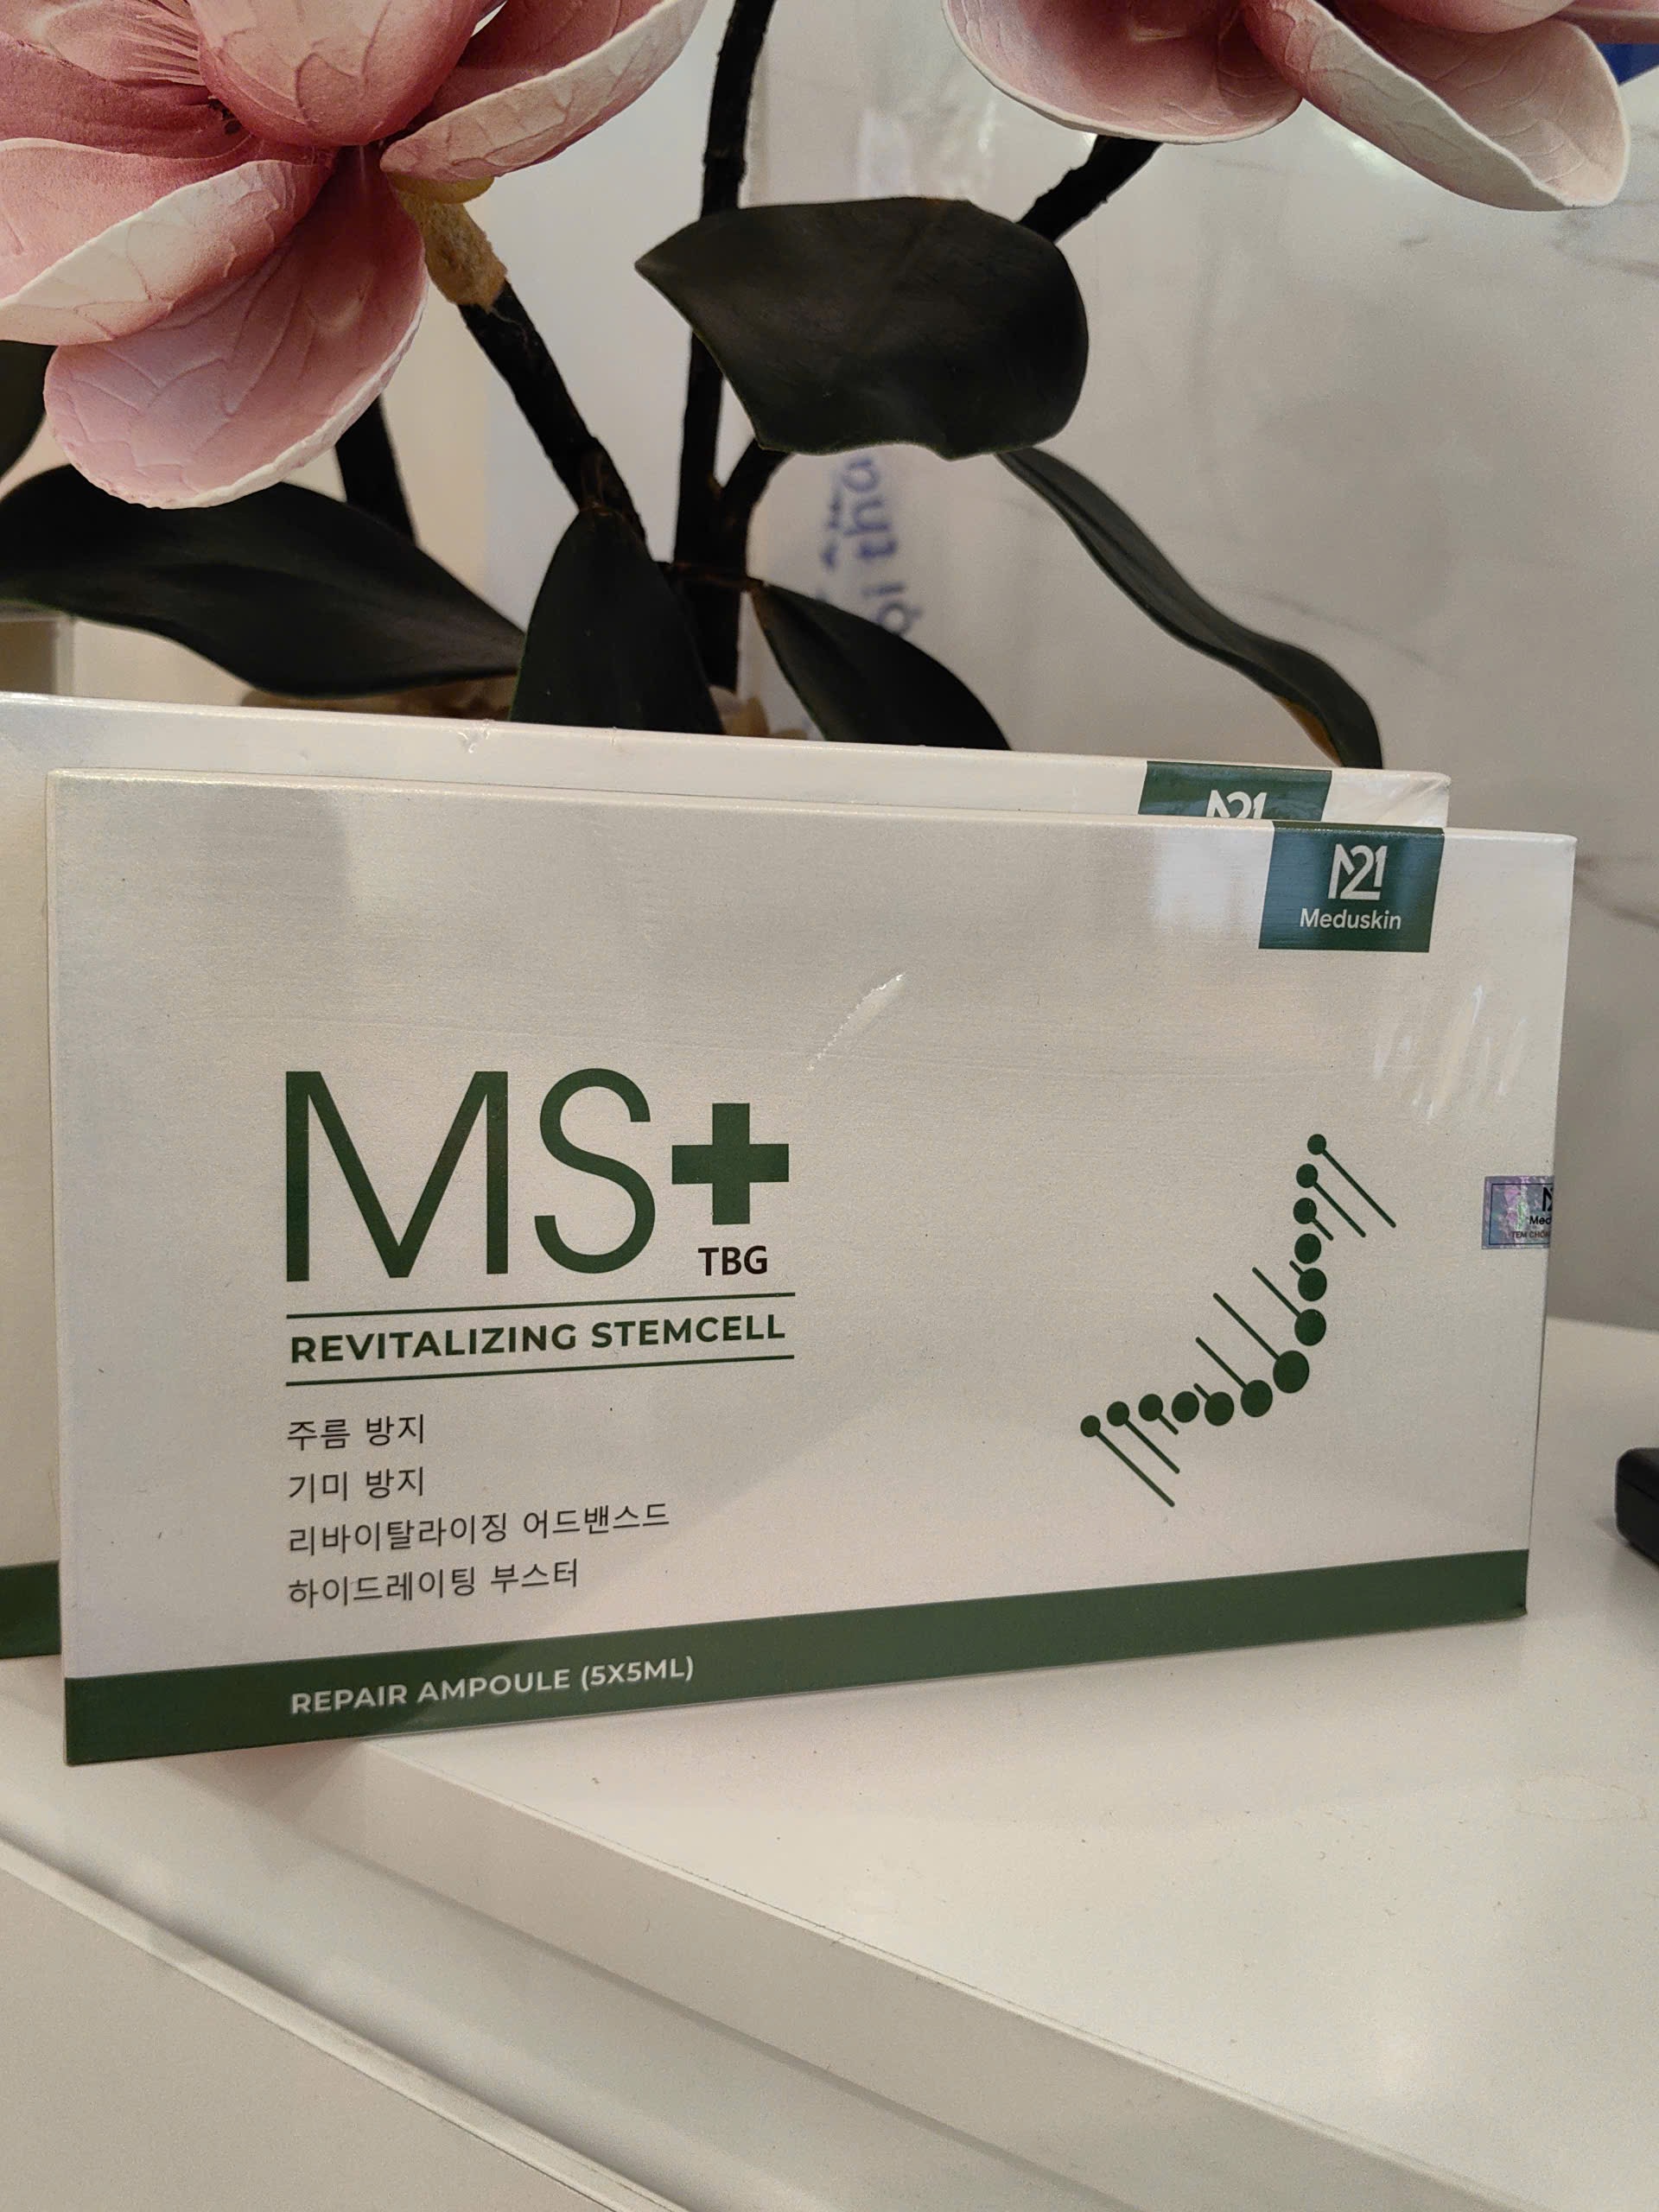 Meduskin
MS+
TBG
REVITALIZING STEMCELL
주름 방지
기미 방지
리바이탈라이징 어드밴스드
하이드레이팅 부스터
REPAIR AMPOULE (5X5ML)